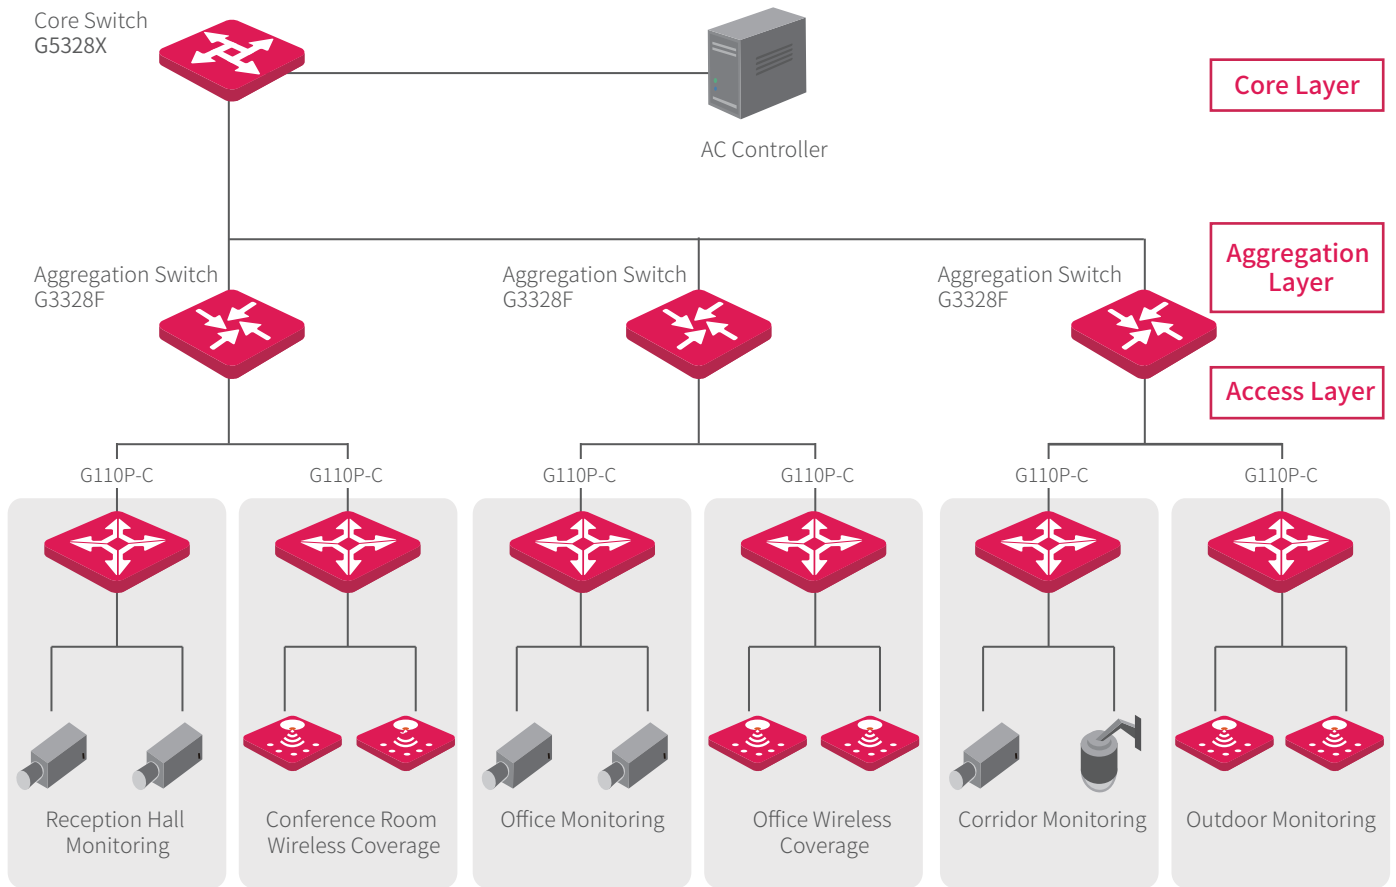 Core Switch
G5328X
AC Controller
Core Layer
Aggregation Switch
G3328F
Aggregation Switch
G3328F
Aggregation Switch
G3328F
Aggregation
Layer
Access Layer
G110P-C
G110P-C
G110P-C
G110P-C
G110P-C
G110P-C
Reception Hall
Monitoring
Conference Room
Wireless Coverage
Office Monitoring
Office Wireless
Coverage
Corridor Monitoring
Outdoor Monitoring